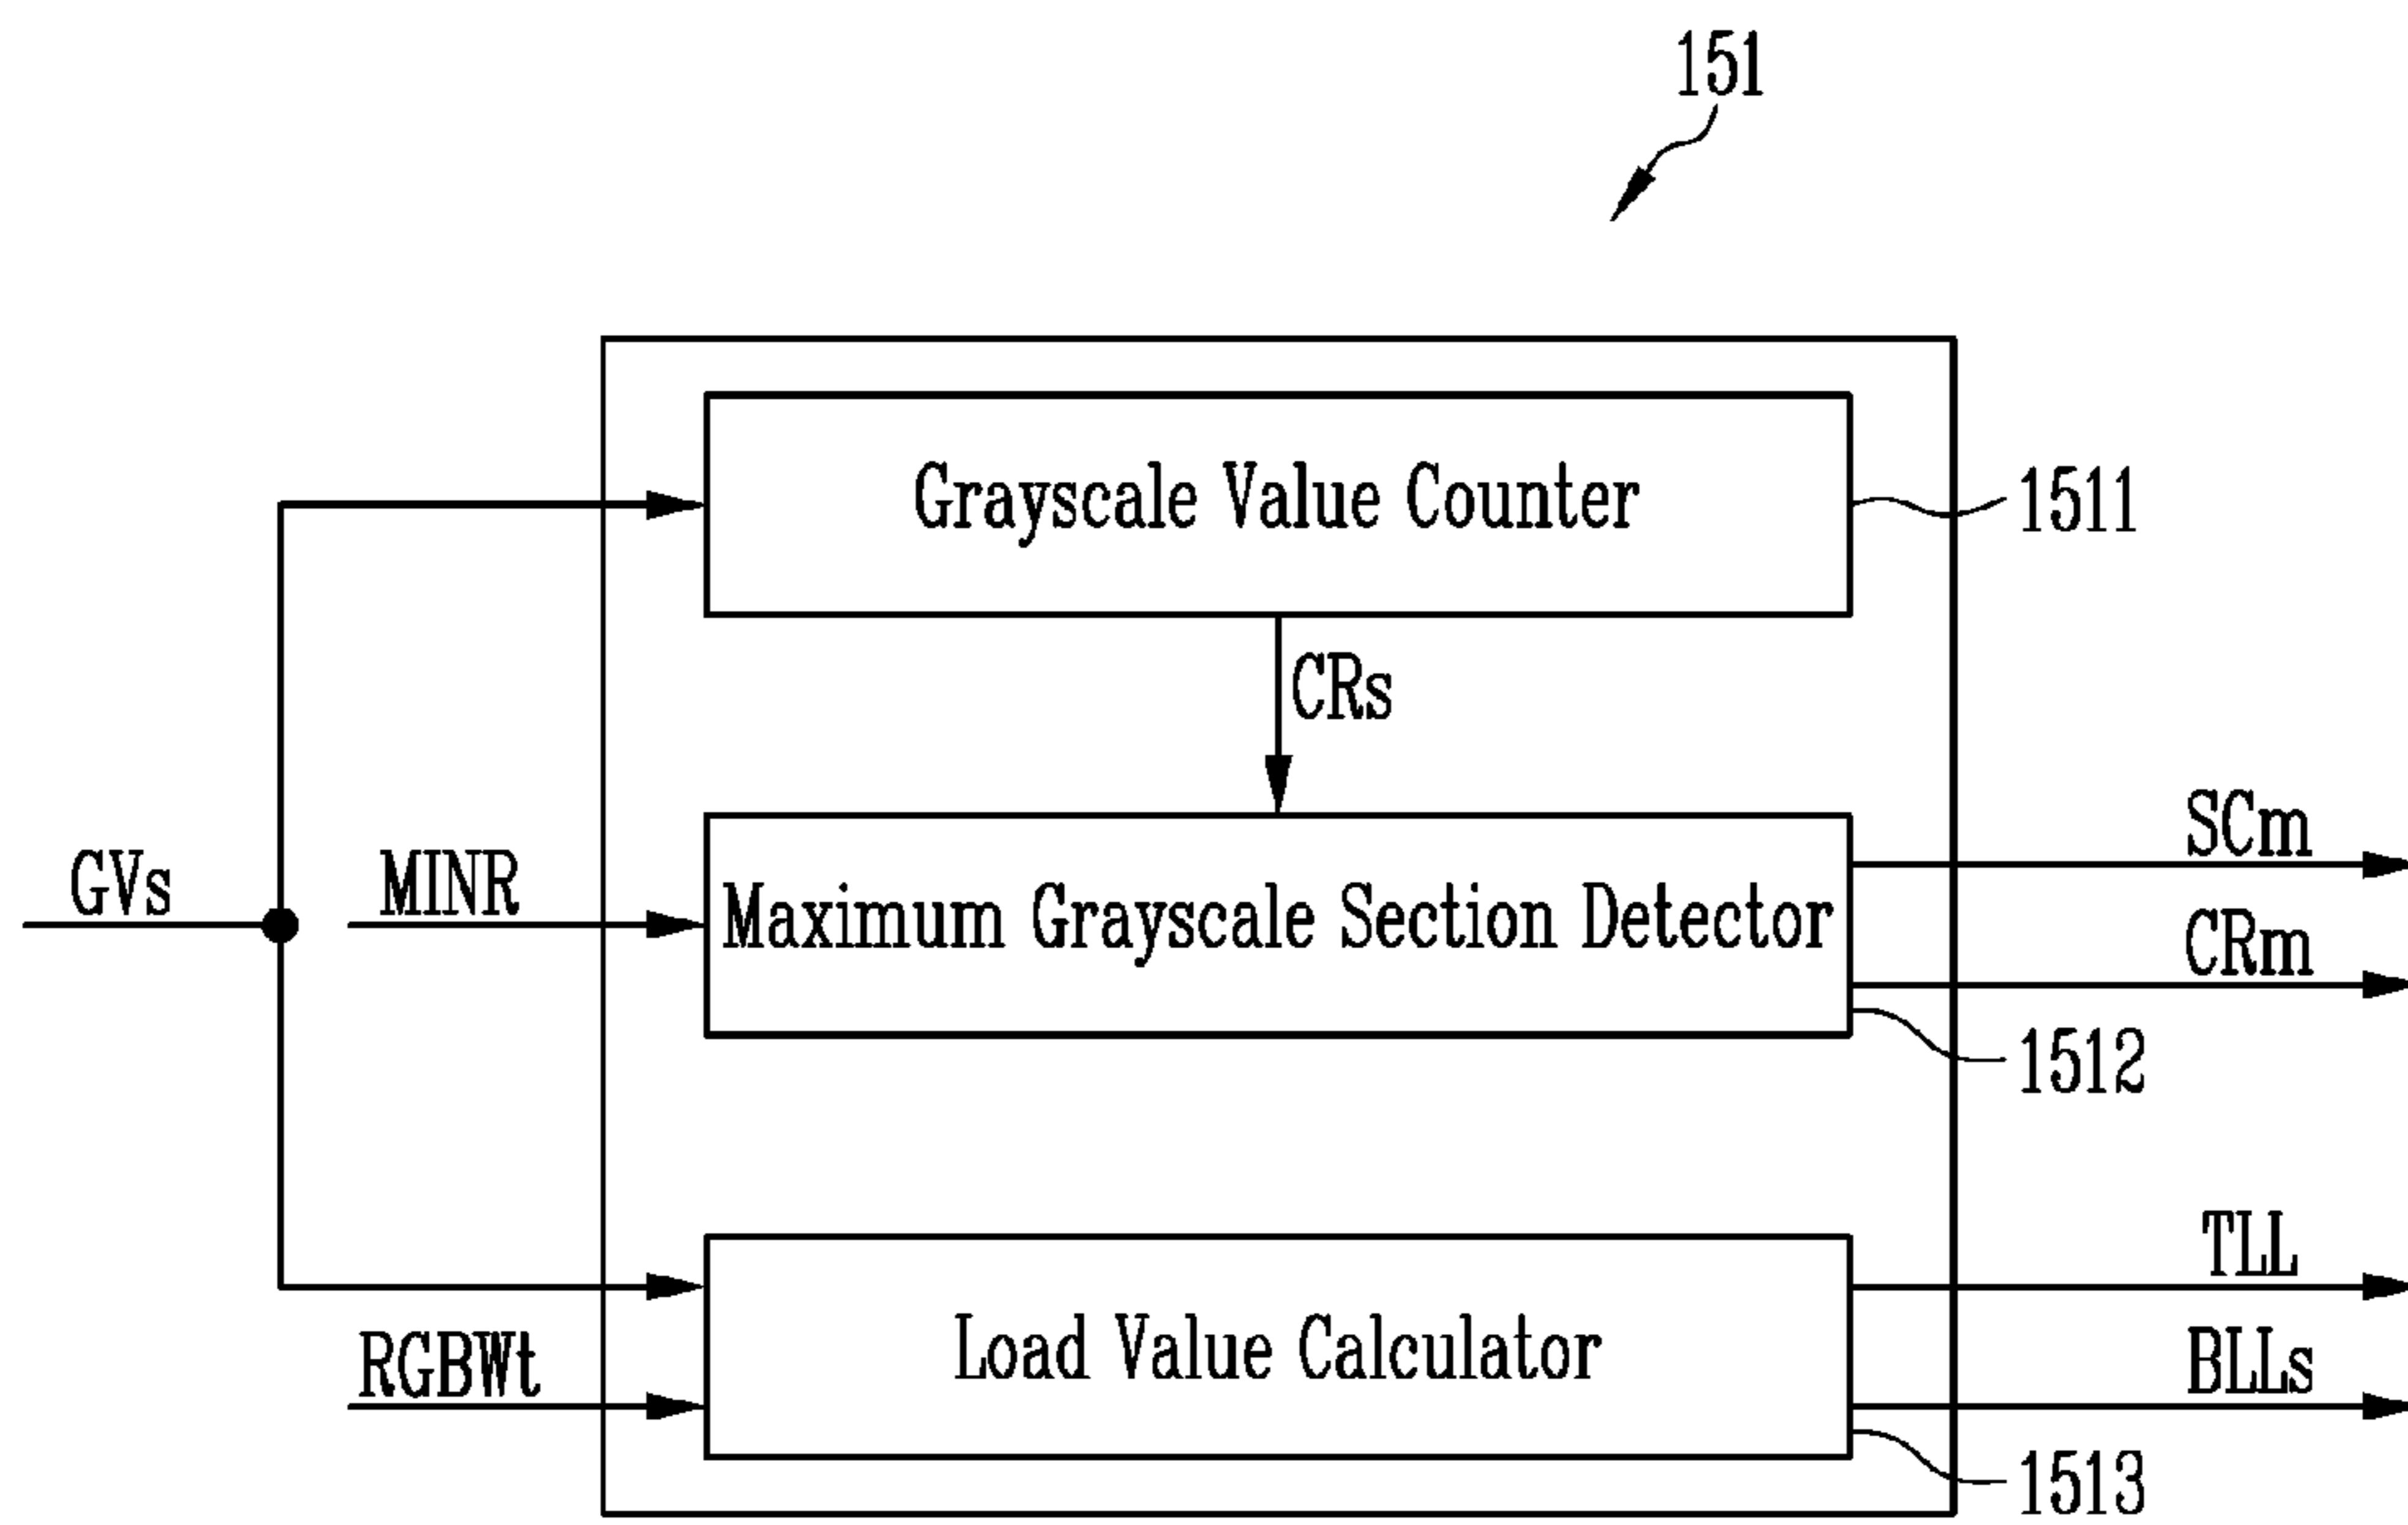 151
Grayscale Value Counter
1511
CRs
GVs
MINR
Maximum Grayscale Section Detector
SCm
CRm
1512
RGBWt
Load Value Calculator
TLL
BLLs
1513